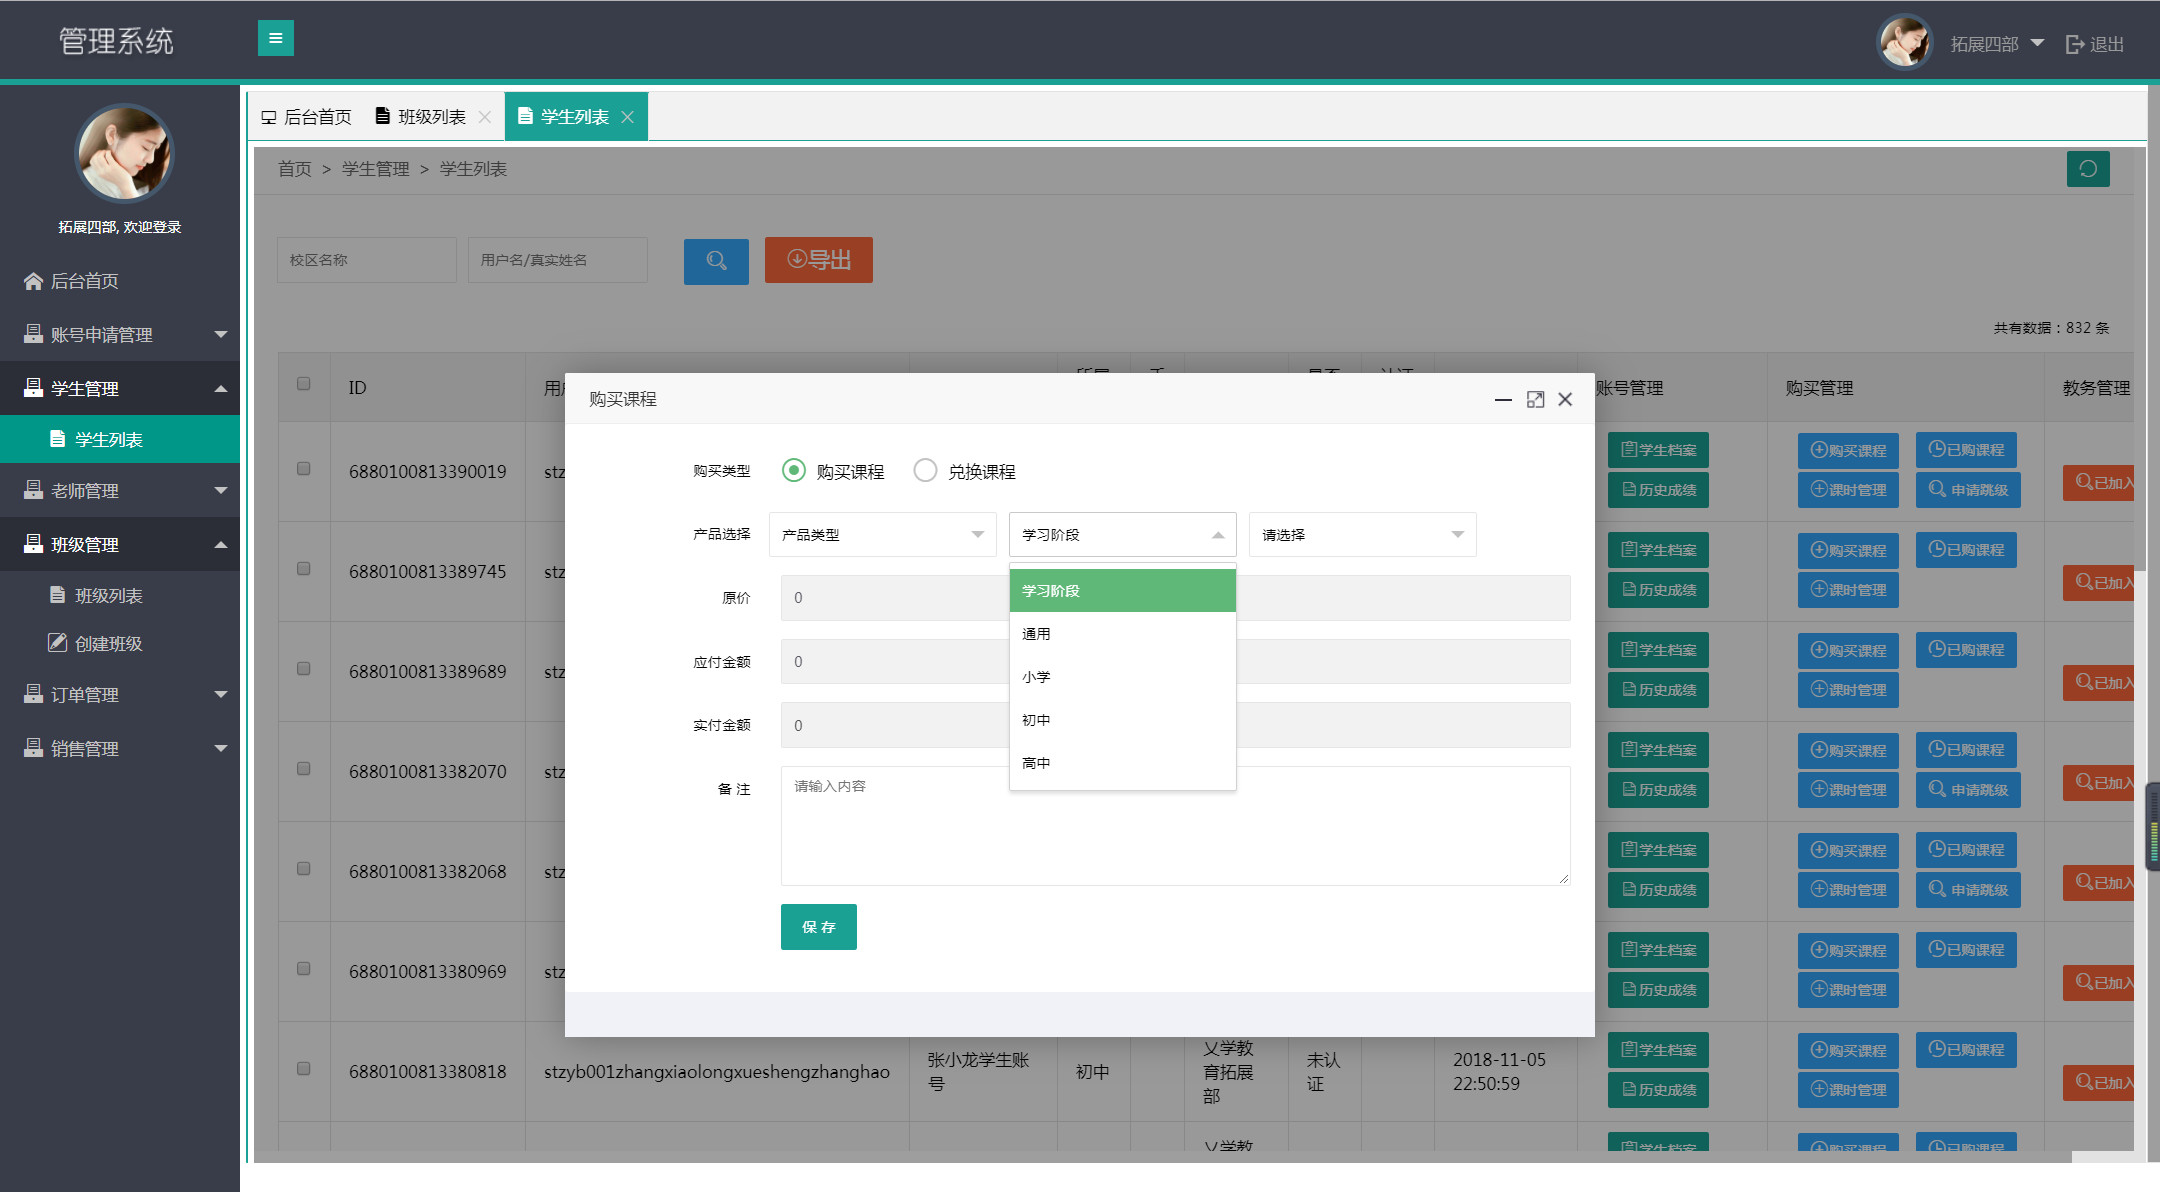 管理系统
拓展四部
退出
拓展四部, 欢迎登录
后台首页
账号申请管理
学生管理
学生列表
老师管理
班级管理
班级列表
创建班级
订单管理
销售管理
后台首页 班级列表 学生列表
首页 > 学生管理 > 学生列表
校区名称 用户名/真实姓名 导出
共有数据：832 条
ID 账号管理 购买管理 教务管理
购买课程
购买类型 购买课程 兑换课程
产品选择 产品类型 学习阶段 请选择
学习阶段
通用
小学
初中
高中
原价 0
应付金额 0
实付金额 0
备 注 请输入内容
保 存
6880100813390019 stz 学生档案 购买课程 已购课程
历史成绩 课时管理 申请跳级 已加入
6880100813389745 stz 学生档案 购买课程 已购课程
历史成绩 课时管理 已加入
6880100813389689 stz 学生档案 购买课程 已购课程
历史成绩 课时管理 已加入
6880100813382070 stz 学生档案 购买课程 已购课程
历史成绩 课时管理 申请跳级 已加入
6880100813382068 stz 学生档案 购买课程 已购课程
历史成绩 课时管理 申请跳级 已加入
6880100813380969 stz 学生档案 购买课程 已购课程
历史成绩 课时管理 已加入
6880100813380818 stzyb001zhangxiaolongxueshengzhanghao
张小龙学生账
号
初中
乂学教
育拓展
部
未认
证
2018-11-05
22:50:59
学生档案 购买课程 已购课程
历史成绩 课时管理 已加入
乂学教
学生档案 购买课程 已购课程